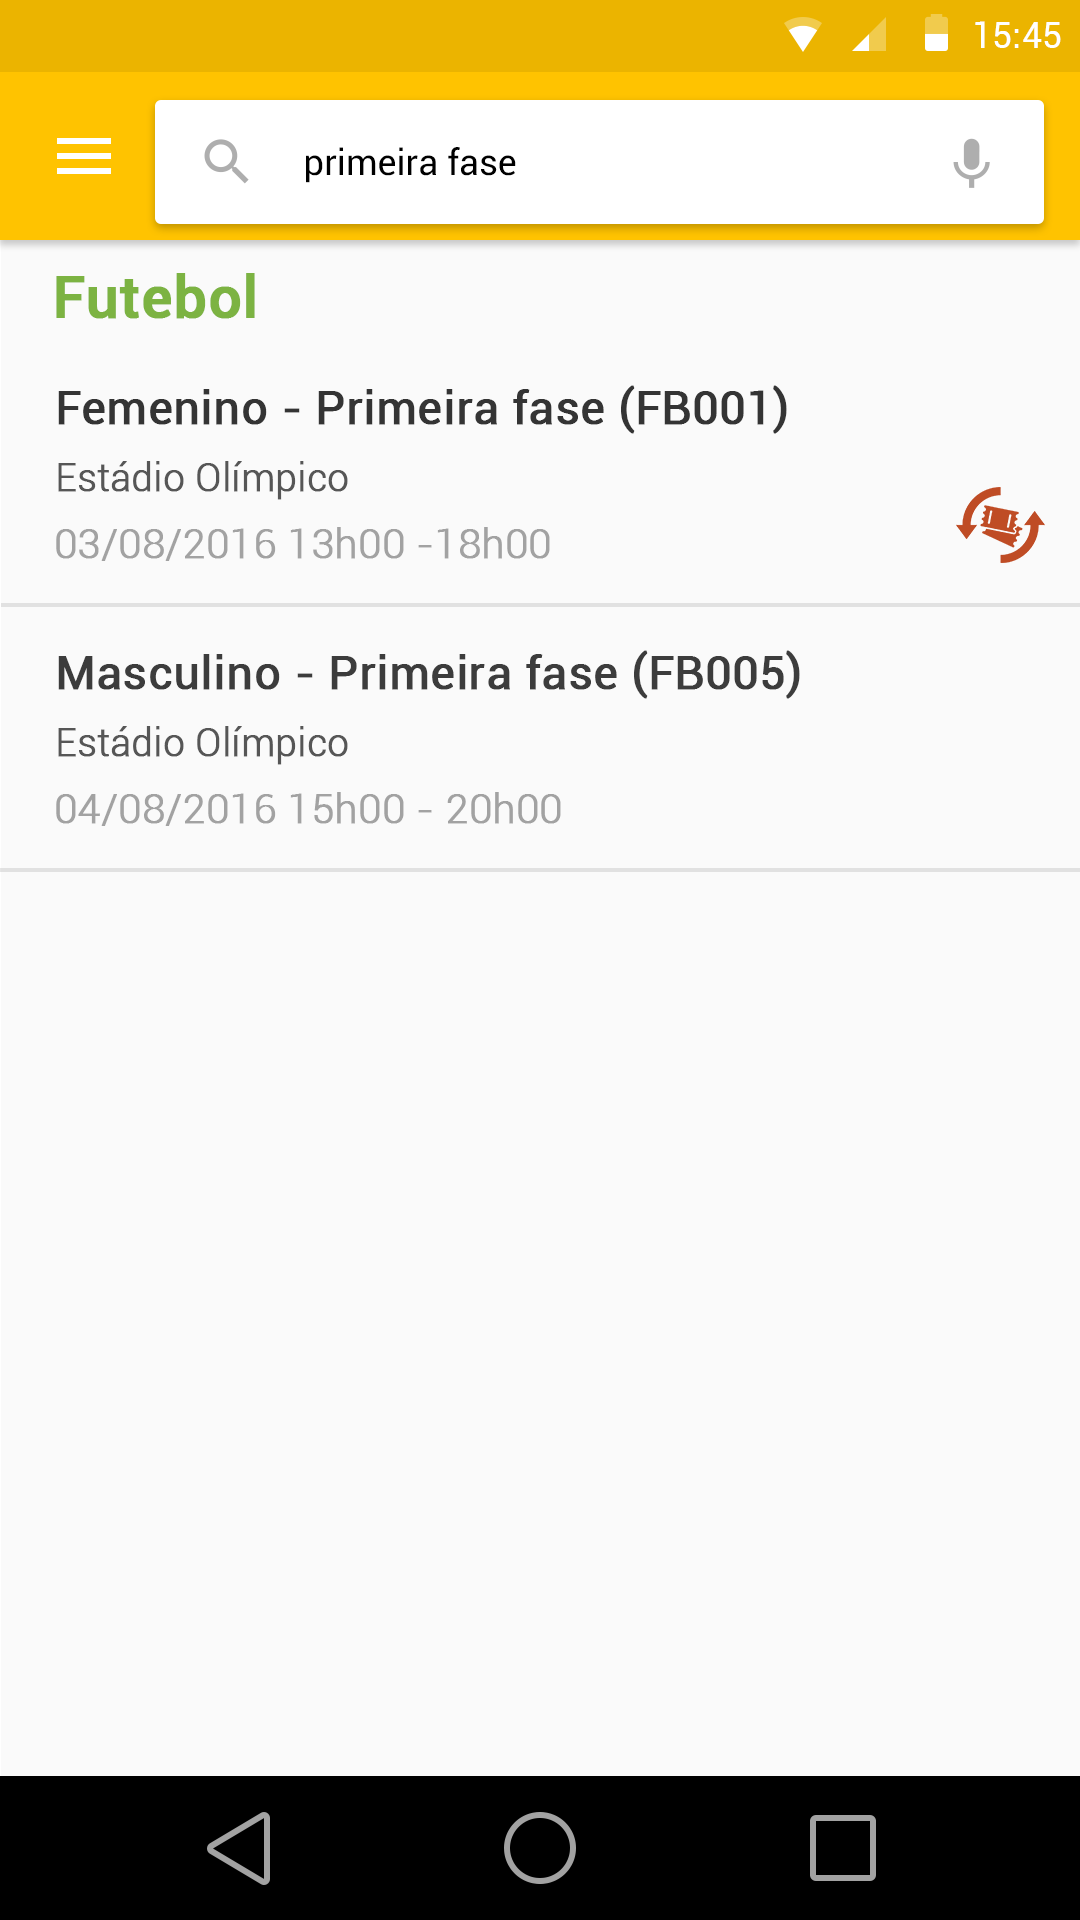 15:45
primeira fase
Futebol
Femenino - Primeira fase (FB001)
Estádio Olímpico
03/08/2016 13h00 -18h00
Masculino - Primeira fase (FB005)
Estádio Olímpico
04/08/2016 15h00 - 20h00